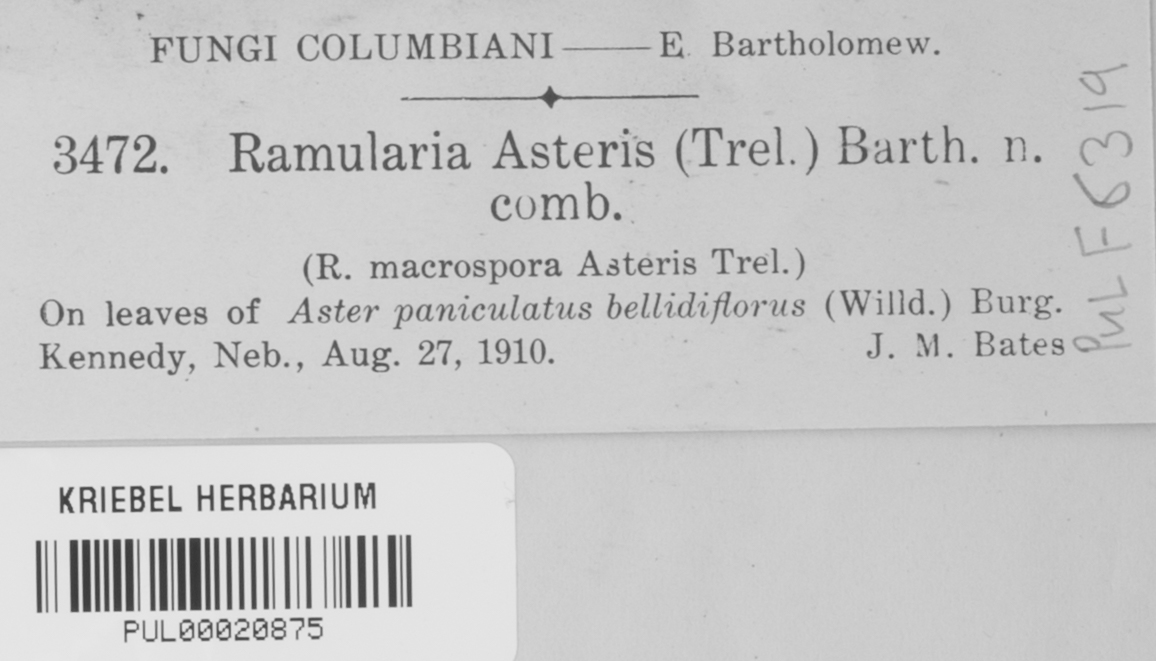 FUNGI COLUMBIANI —— E. Bartholomew.
3472. Ramularia Asteris (Trel.) Barth. n.
comb.
(R. macrospora Asteris Trel.)
On leaves of Aster paniculatus bellidiflorus (Willd.) Burg.
Kennedy, Neb., Aug. 27, 1910. J. M. Bates
PUL F6319
KRIEBEL HERBARIUM
PUL00020875